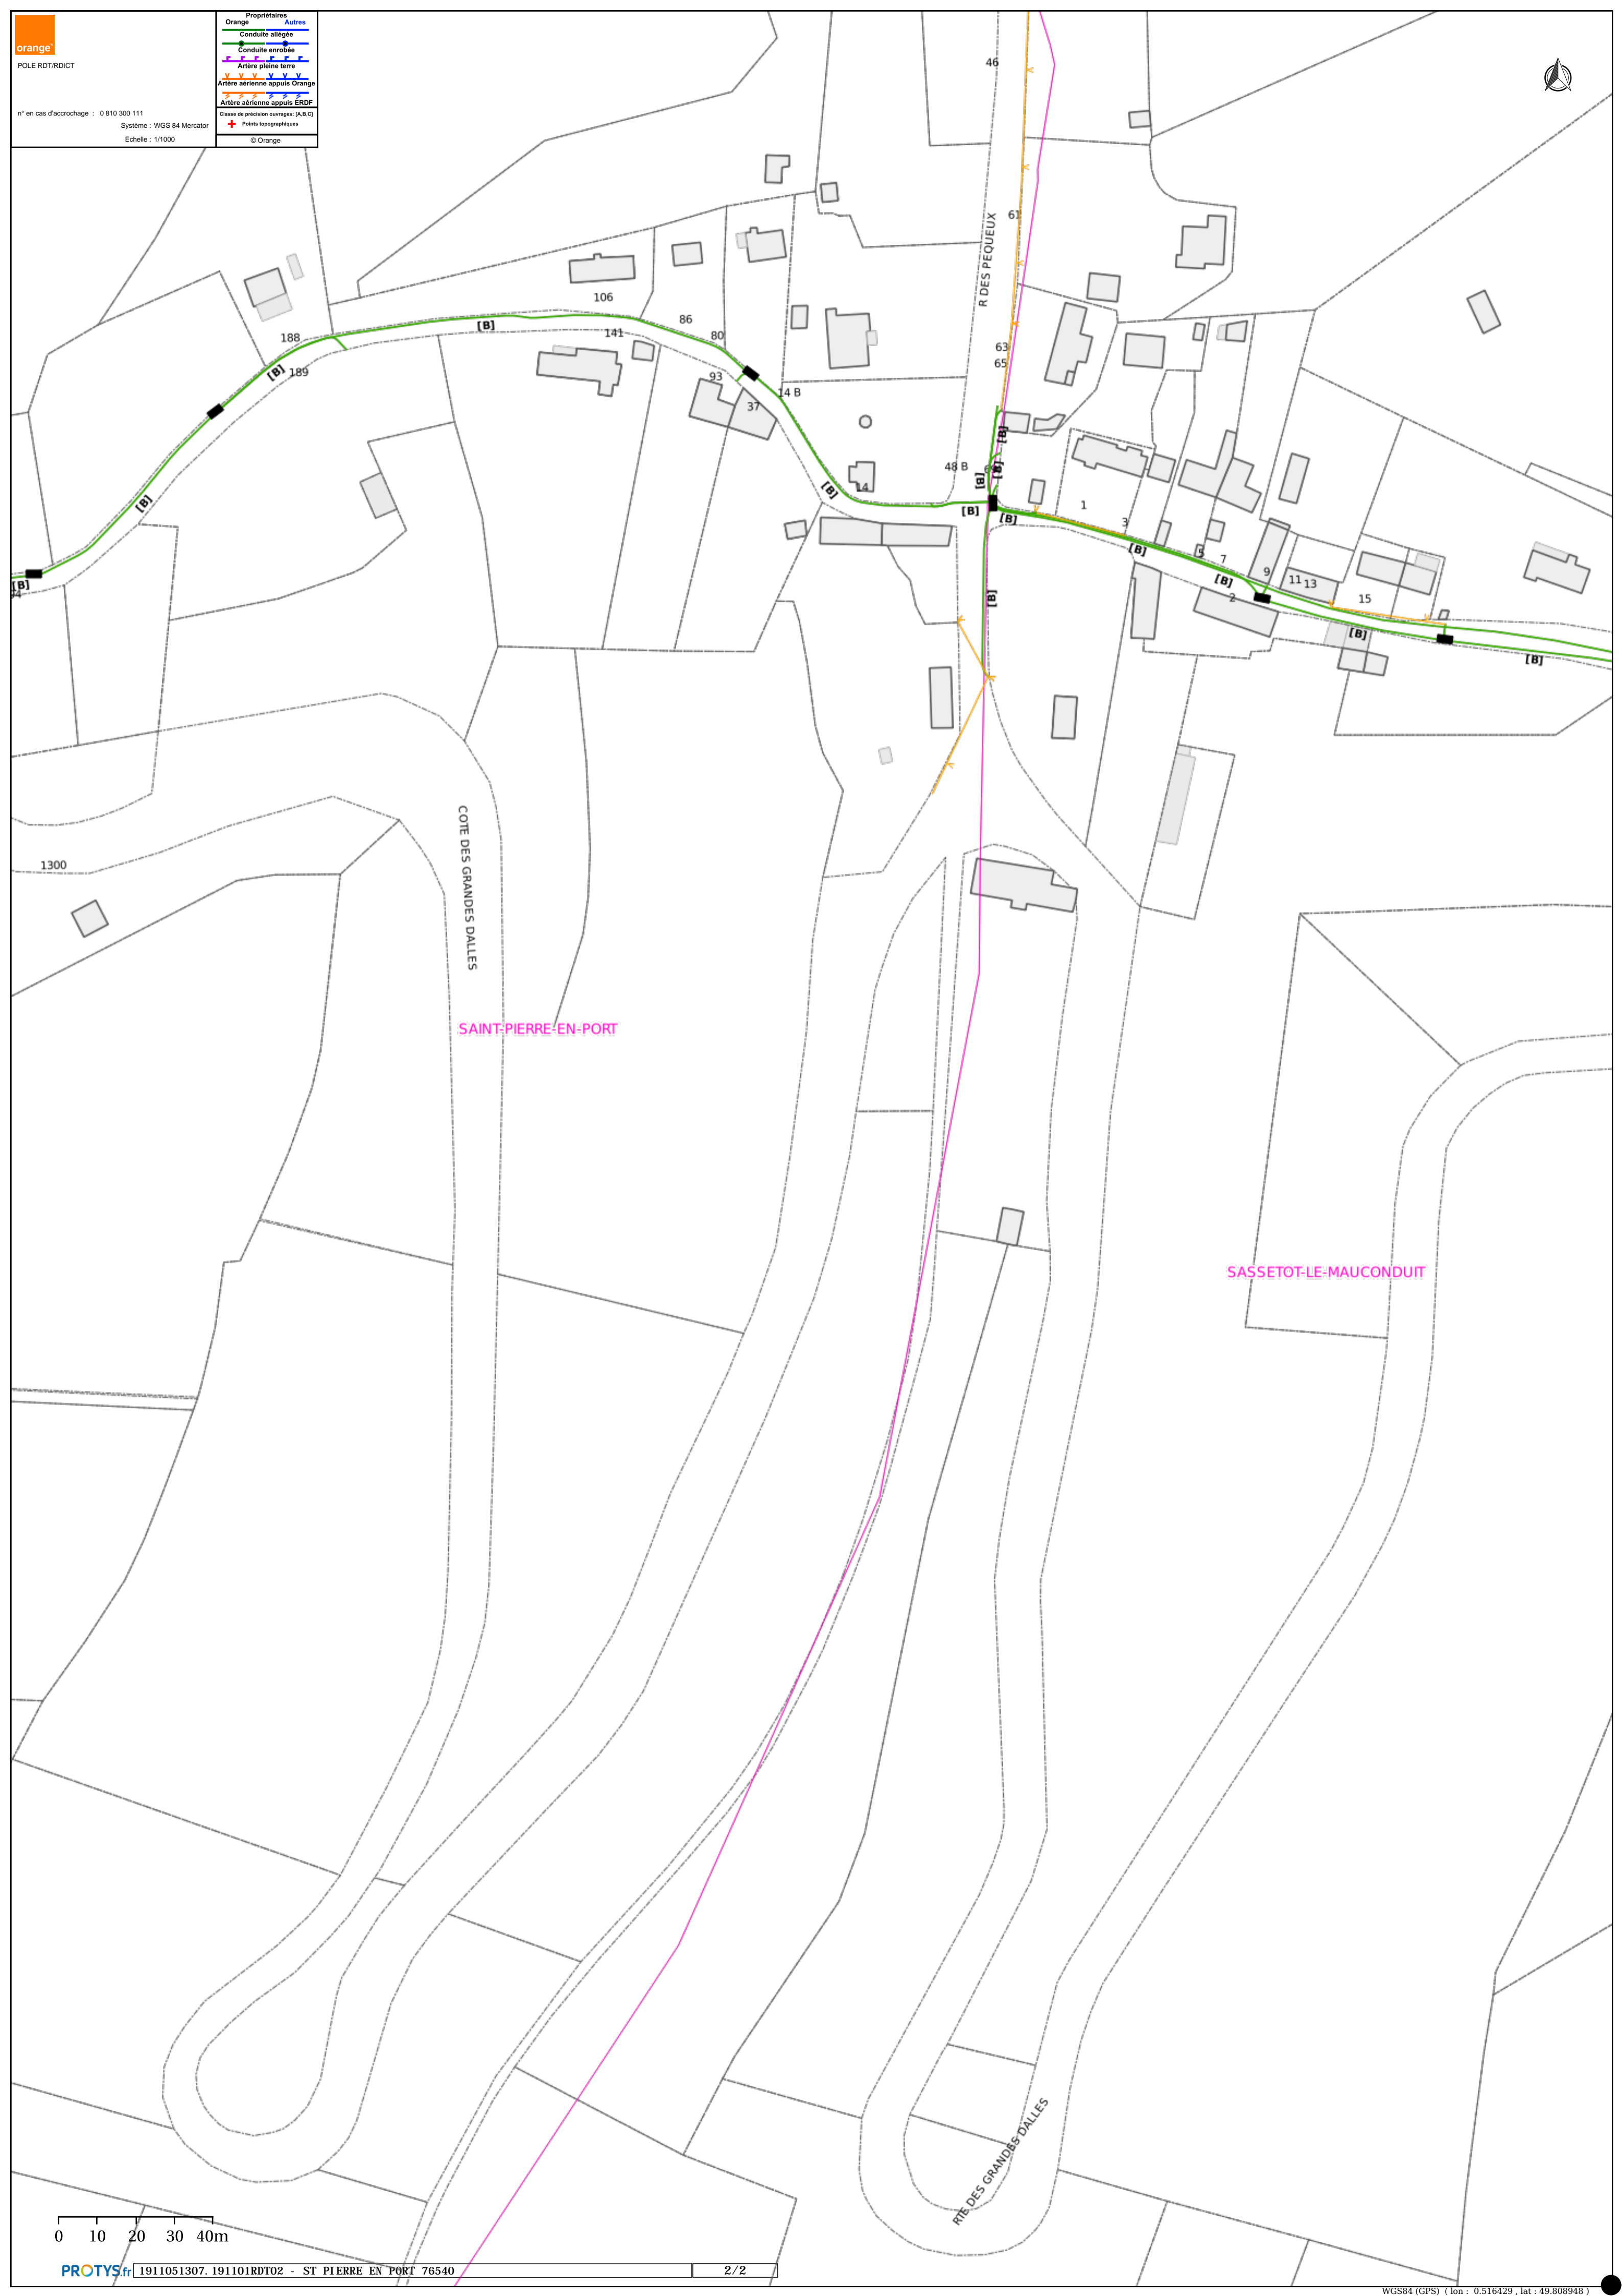 orange™
POLE RDT/RDICT
n° en cas d'accrochage : 0 810 300 111
Système : WGS 84 Mercator
Echelle : 1/1000
Propriétaires
Orange Autres
Conduite allégée
Conduite enrobée
Artère pleine terre
Artère aérienne appuis Orange
Artère aérienne appuis ERDF
Classe de précision ouvrages: [A,B,C]
Points topographiques
© Orange
46
61
R DES PEQUEUX
106
86
141
80
[B]
188
[B]
189
63
65
93
14 B
37
[B]
48 B
[B]
[B]
[B]
14
[B]
[B]
[B]
1
3
[B]
5
7
9
11
13
[B]
2
15
[B]
[B]
[B]
[B]
COTE DES GRANDES DALLES
1300
SAINT-PIERRE-EN-PORT
SASSETOT-LE-MAUCONDUIT
RTE DES GRANDES DALLES
0 10 20 30 40m
PROTYS.fr
1911051307. 191101RDT02 - ST PIERRE EN PORT 76540
2/2
WGS84 (GPS) ( lon : 0.516429 , lat : 49.808948 )